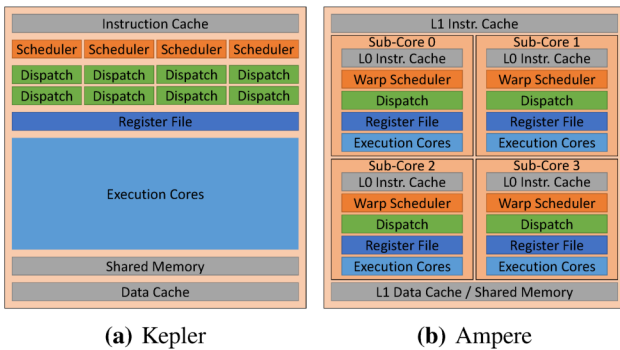 Instruction Cache
Scheduler Scheduler Scheduler Scheduler
Dispatch Dispatch Dispatch Dispatch
Dispatch Dispatch Dispatch Dispatch
Register File
Execution Cores
Shared Memory
Data Cache
(a) Kepler
L1 Instr. Cache
Sub-Core 0
L0 Instr. Cache
Warp Scheduler
Dispatch
Register File
Execution Cores
Sub-Core 1
L0 Instr. Cache
Warp Scheduler
Dispatch
Register File
Execution Cores
Sub-Core 2
L0 Instr. Cache
Warp Scheduler
Dispatch
Register File
Execution Cores
Sub-Core 3
L0 Instr. Cache
Warp Scheduler
Dispatch
Register File
Execution Cores
L1 Data Cache / Shared Memory
(b) Ampere